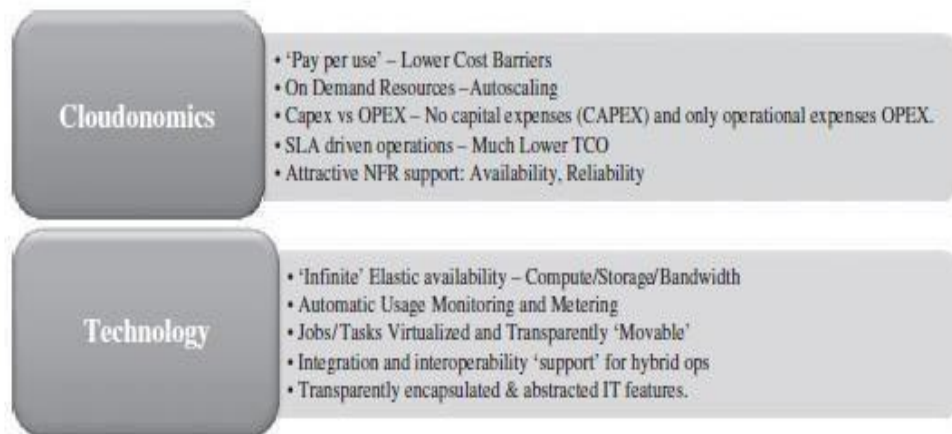 Cloudonomics
• ‘Pay per use’ – Lower Cost Barriers
• On Demand Resources –Autoscaling
• Capex vs OPEX – No capital expenses (CAPEX) and only operational expenses OPEX.
• SLA driven operations – Much Lower TCO
• Attractive NFR support: Availability, Reliability
Technology
• ‘Infinite’ Elastic availability – Compute/Storage/Bandwidth
• Automatic Usage Monitoring and Metering
• Jobs/Tasks Virtualized and Transparently ‘Movable’
• Integration and interoperability ‘support’ for hybrid ops
• Transparently encapsulated & abstracted IT features.